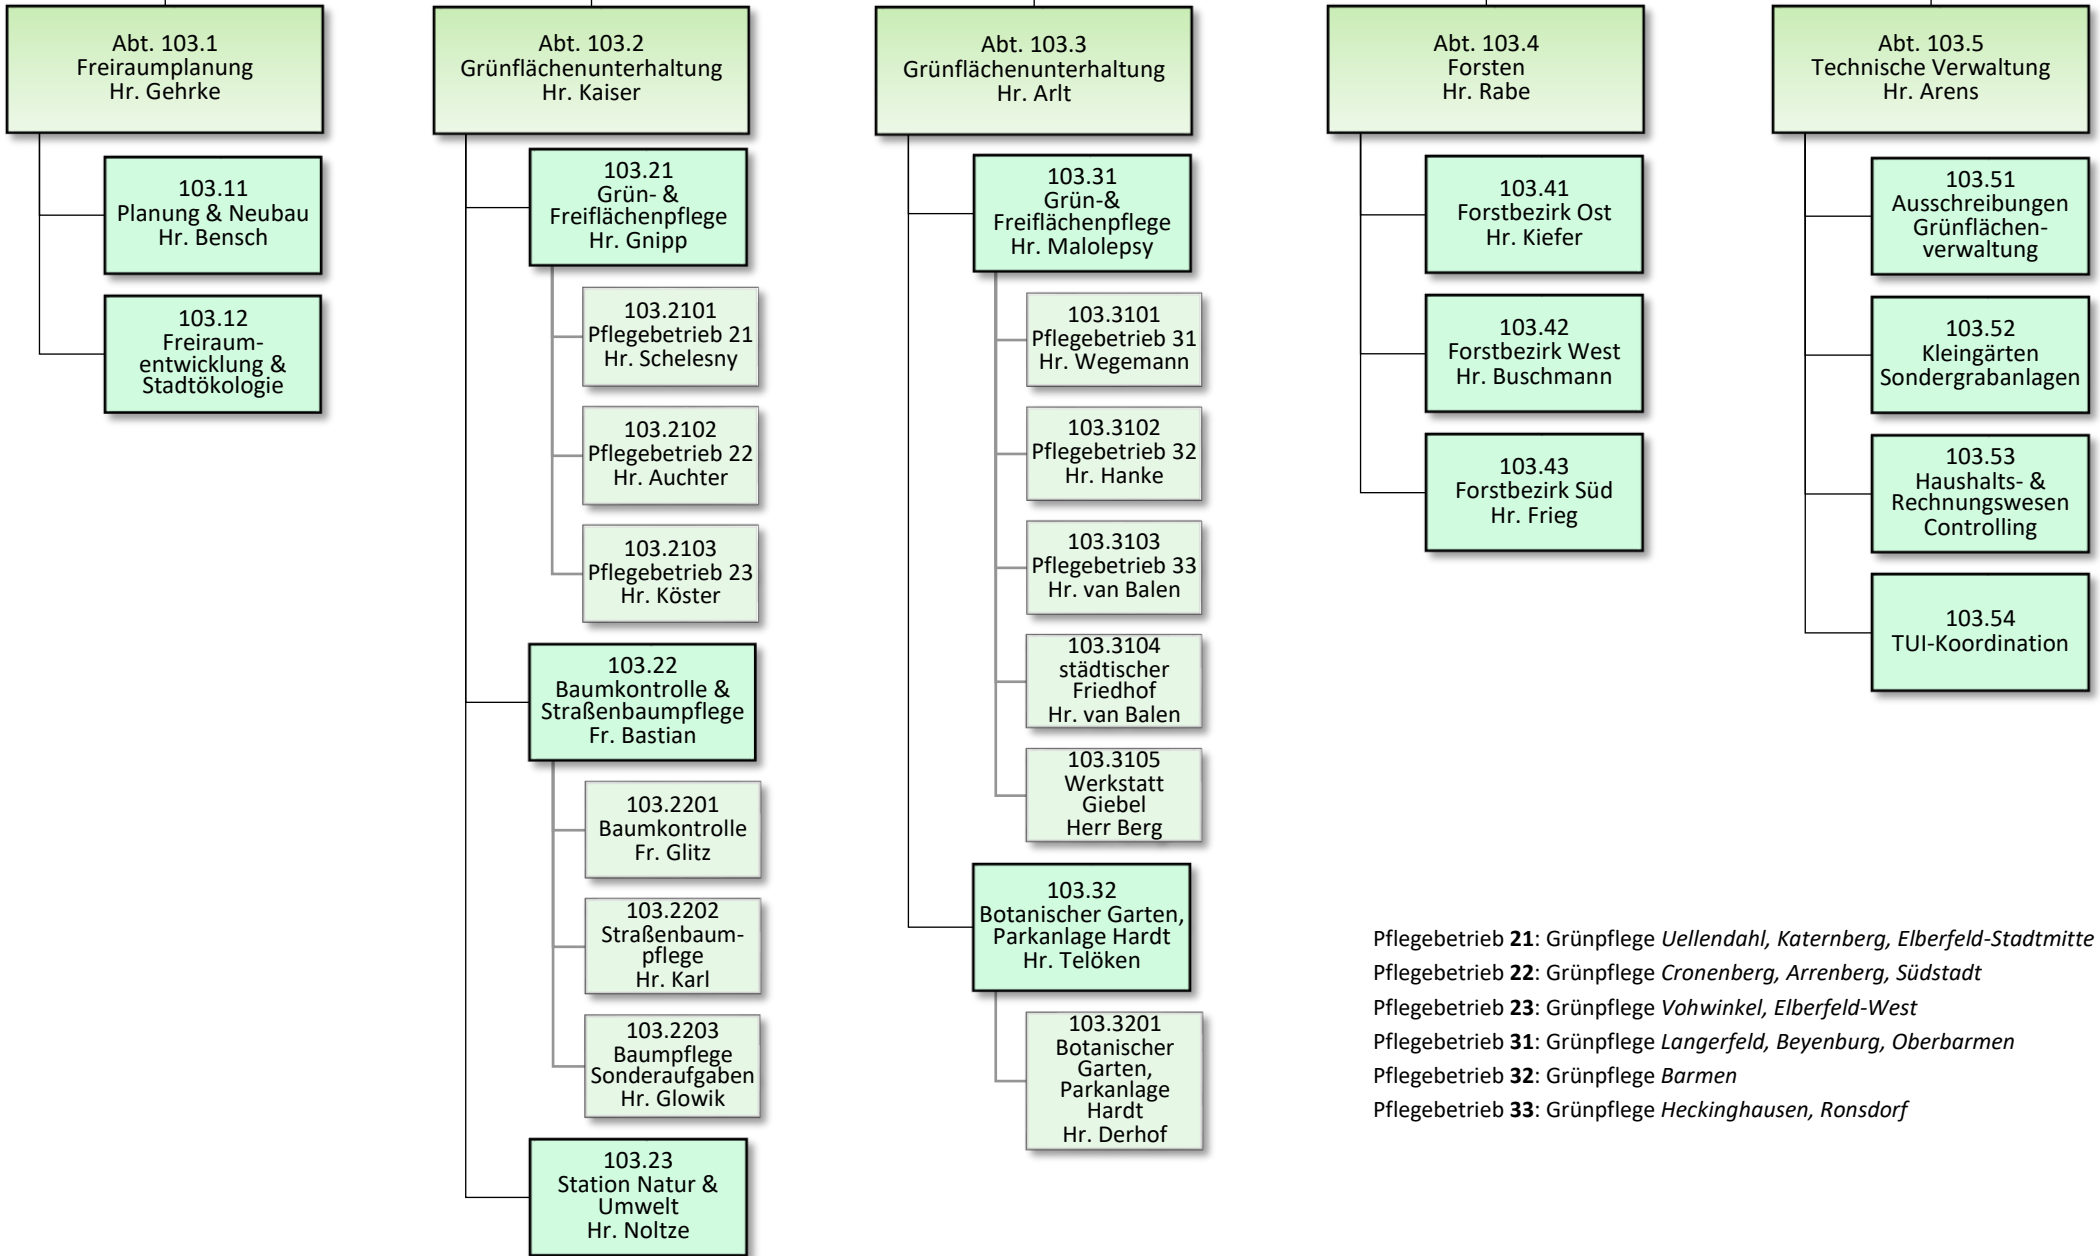 Abt. 103.1
Freiraumplanung
Hr. Gehrke
103.11
Planung & Neubau
Hr. Bensch
103.12
Freiraum-
entwicklung &
Stadtökologie
Abt. 103.2
Grünflächenunterhaltung
Hr. Kaiser
103.21
Grün- &
Freiflächenpflege
Hr. Gnipp
103.2101
Pflegebetrieb 21
Hr. Schelesny
103.2102
Pflegebetrieb 22
Hr. Auchter
103.2103
Pflegebetrieb 23
Hr. Köster
103.22
Baumkontrolle &
Straßenbaumpflege
Fr. Bastian
103.2201
Baumkontrolle
Fr. Glitz
103.2202
Straßenbaum-
pflege
Hr. Karl
103.2203
Baumpflege
Sonderaufgaben
Hr. Glowik
103.23
Station Natur &
Umwelt
Hr. Noltze
Abt. 103.3
Grünflächenunterhaltung
Hr. Arlt
103.31
Grün-&
Freiflächenpflege
Hr. Malolepsy
103.3101
Pflegebetrieb 31
Hr. Wegemann
103.3102
Pflegebetrieb 32
Hr. Hanke
103.3103
Pflegebetrieb 33
Hr. van Balen
103.3104
städtischer
Friedhof
Hr. van Balen
103.3105
Werkstatt
Giebel
Herr Berg
103.32
Botanischer Garten,
Parkanlage Hardt
Hr. Telöken
103.3201
Botanischer
Garten,
Parkanlage
Hardt
Hr. Derhof
Abt. 103.4
Forsten
Hr. Rabe
103.41
Forstbezirk Ost
Hr. Kiefer
103.42
Forstbezirk West
Hr. Buschmann
103.43
Forstbezirk Süd
Hr. Frieg
Abt. 103.5
Technische Verwaltung
Hr. Arens
103.51
Ausschreibungen
Grünflächen-
verwaltung
103.52
Kleingärten
Sondergrabanlagen
103.53
Haushalts- &
Rechnungswesen
Controlling
103.54
TUI-Koordination
Pflegebetrieb 21: Grünpflege Uellendahl, Katernberg, Elberfeld-Stadtmitte
Pflegebetrieb 22: Grünpflege Cronenberg, Arrenberg, Südstadt
Pflegebetrieb 23: Grünpflege Vohwinkel, Elberfeld-West
Pflegebetrieb 31: Grünpflege Langerfeld, Beyenburg, Oberbarmen
Pflegebetrieb 32: Grünpflege Barmen
Pflegebetrieb 33: Grünpflege Heckinghausen, Ronsdorf